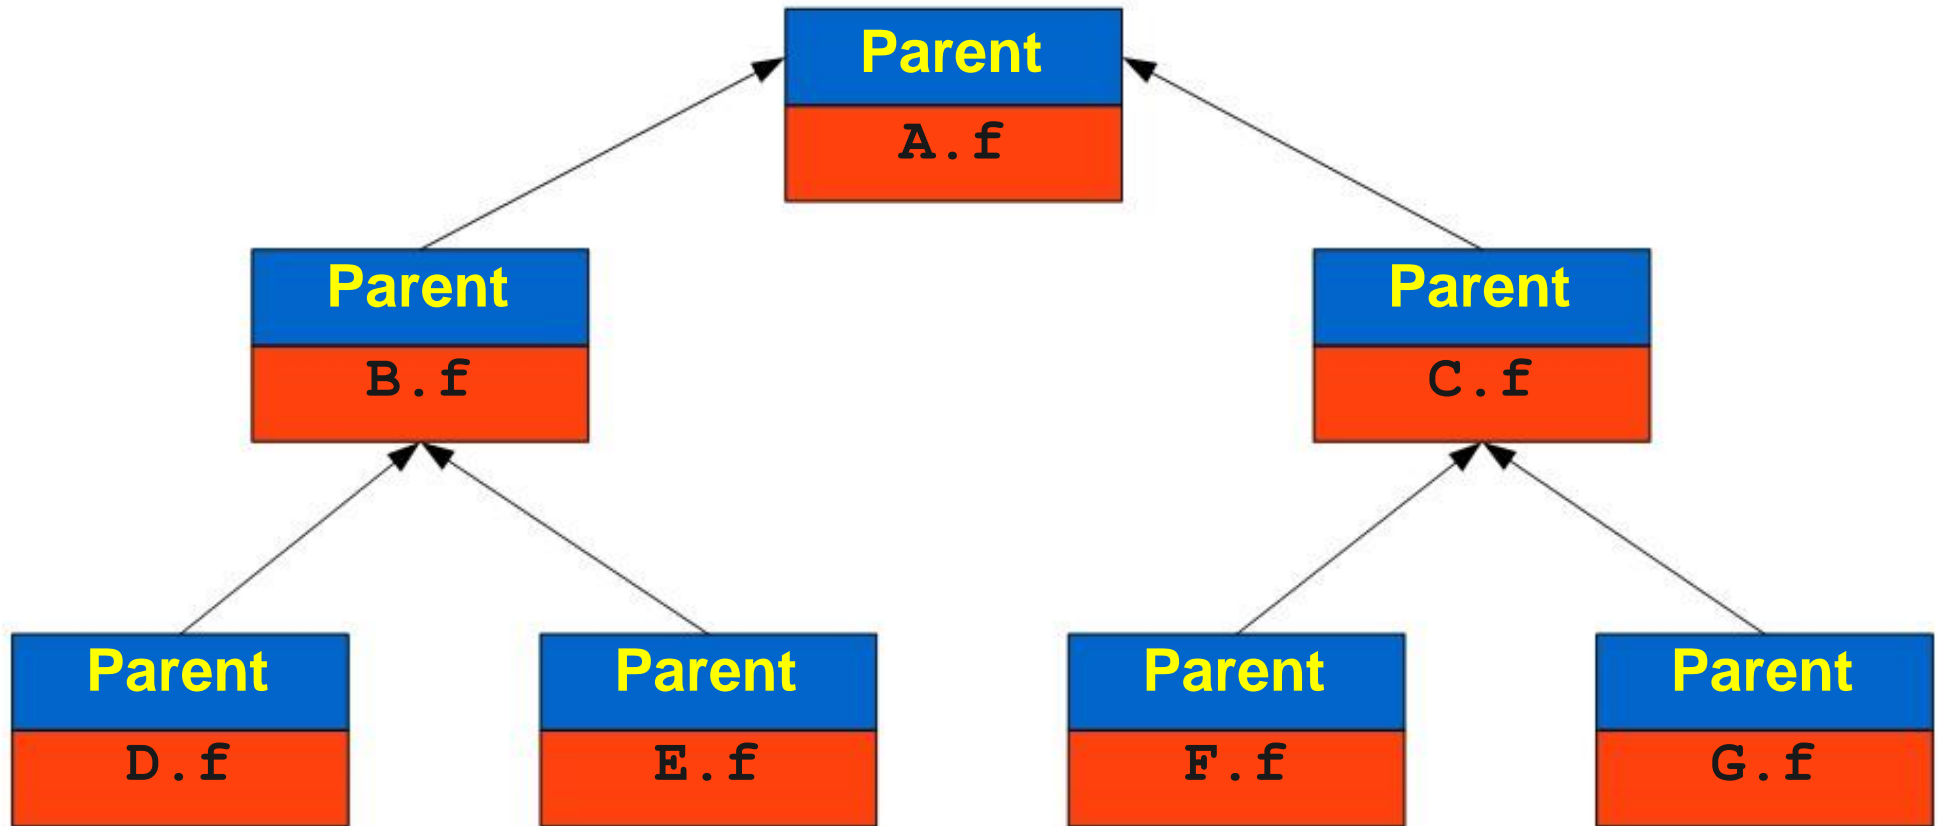 Parent
A.f
Parent
B.f
Parent
C.f
Parent
D.f
Parent
E.f
Parent
F.f
Parent
G.f